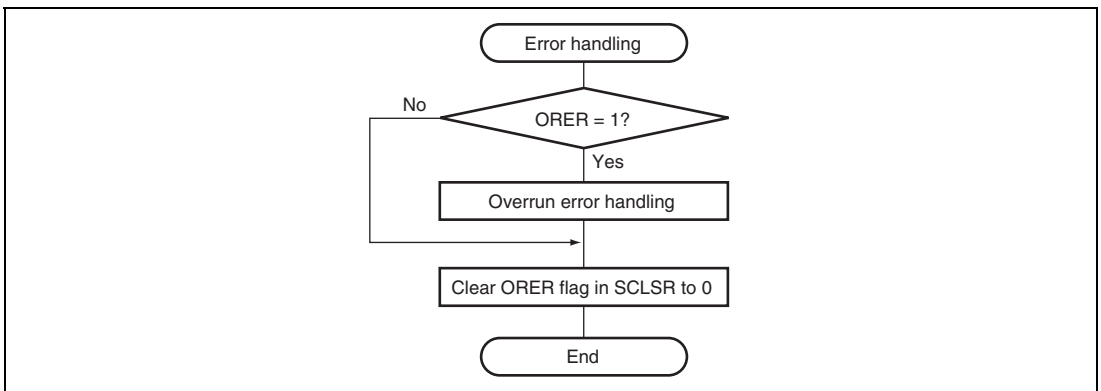 Error handling
No
ORER = 1?
Yes
Overrun error handling
Clear ORER flag in SCLSR to 0
End